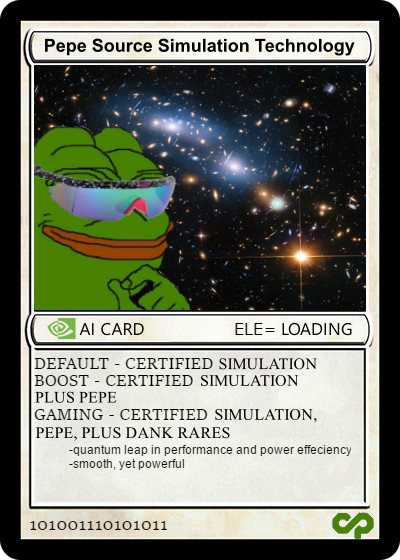 Pepe Source Simulation Technology
AI CARD ELE= LOADING
DEFAULT - CERTIFIED SIMULATION
BOOST - CERTIFIED SIMULATION
PLUS PEPE
GAMING - CERTIFIED SIMULATION,
PEPE, PLUS DANK RARES
-quantum leap in performance and power effeciency
-smooth, yet powerful
101001110101011
CP